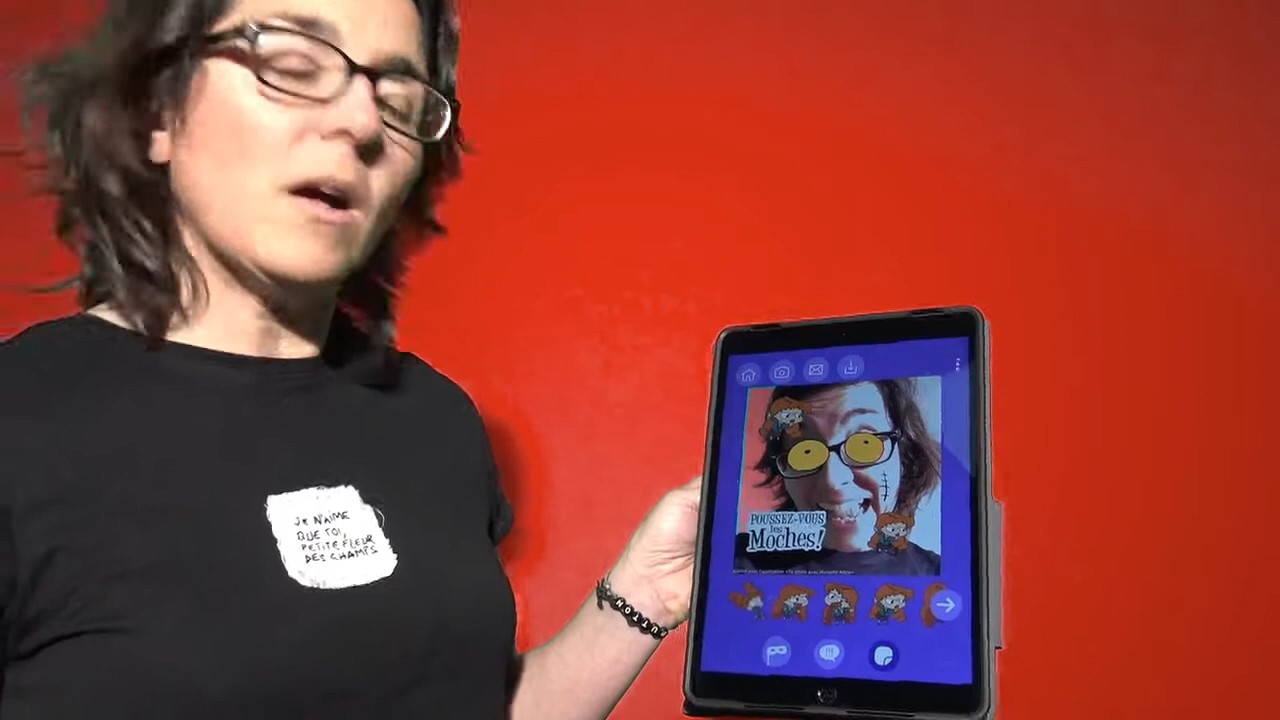 JE N'AIME
QUE TOI,
PETITE FLEUR
DES CHAMPS
POUSSEZ-VOUS
les
MOCHES!